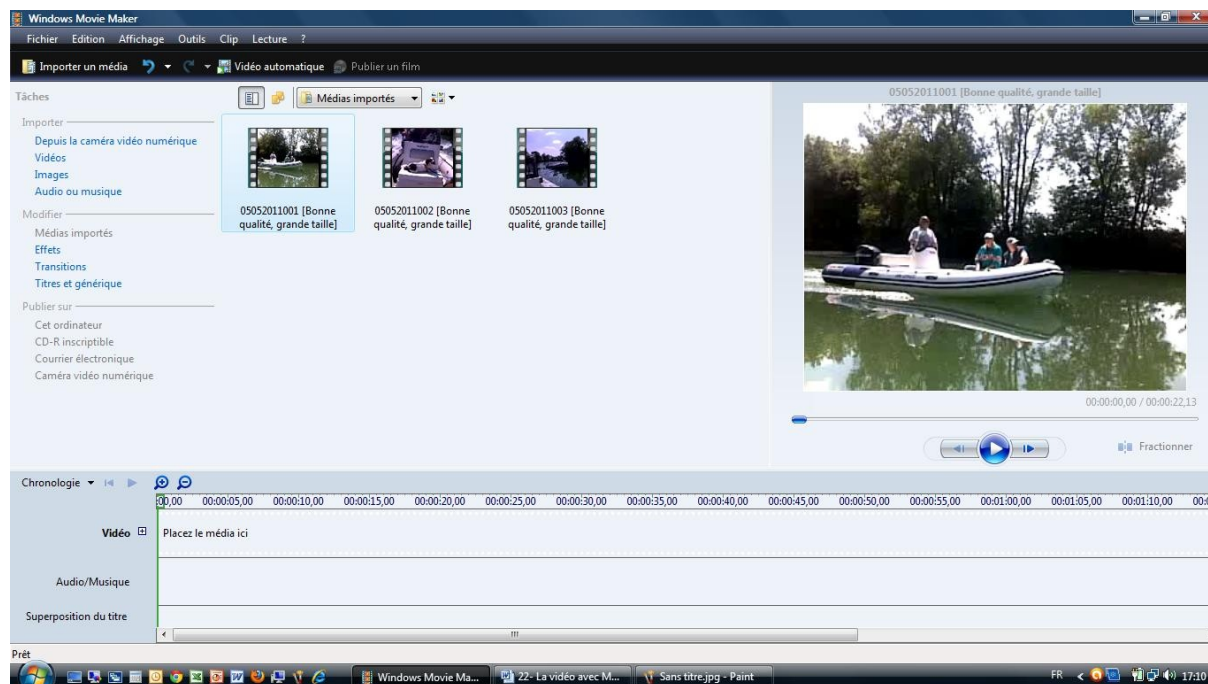 Windows Movie Maker
Fichier Edition Affichage Outils Clip Lecture ?
Importer un média Vidéo automatique Publier un film
Tâches
Importer
Depuis la caméra vidéo numérique
Vidéos
Images
Audio ou musique
Modifier
Médias importés
Effets
Transitions
Titres et générique
Publier sur
Cet ordinateur
CD-R inscriptible
Courrier électronique
Caméra vidéo numérique
Médias importés
05052011001 [Bonne
qualité, grande taille]
05052011002 [Bonne
qualité, grande taille]
05052011003 [Bonne
qualité, grande taille]
05052011001 [Bonne qualité, grande taille]
00:00:00,00 / 00:00:22,13
Fractionner
Chronologie
00,00 00:00:05,00 00:00:10,00 00:00:15,00 00:00:20,00 00:00:25,00 00:00:30,00 00:00:35,00 00:00:40,00 00:00:45,00 00:00:50,00 00:00:55,00 00:01:00,00 00:01:05,00 00:01:10,00 00:
Vidéo Placez le média ici
Audio/Musique
Superposition du titre
Prêt
Windows Movie Ma... 22- La vidéo avec M... Sans titre.jpg - Paint FR 17:10